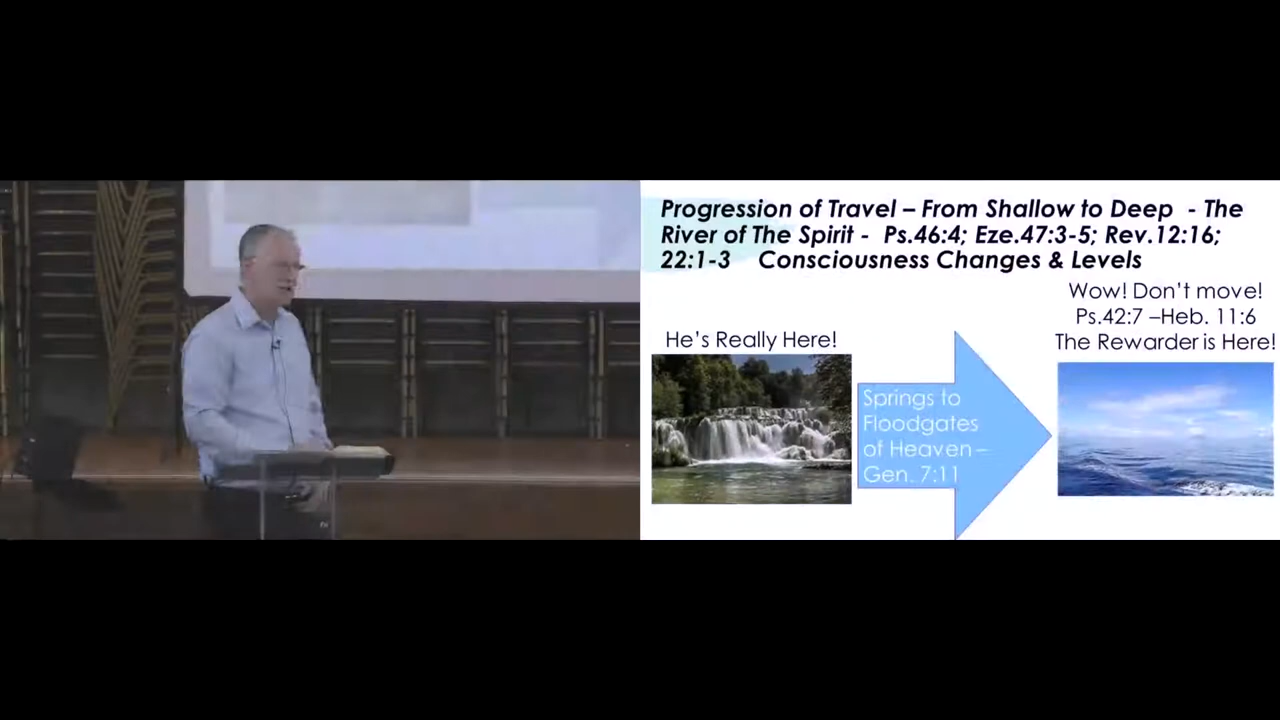 Progression of Travel – From Shallow to Deep - The
River of The Spirit - Ps.46:4; Eze.47:3-5; Rev.12:16;
22:1-3 Consciousness Changes & Levels
Wow! Don't move!
Ps.42:7 –Heb. 11:6
The Rewarder is Here!
He's Really Here!
Springs to
Floodgates
of Heaven –
Gen. 7:11